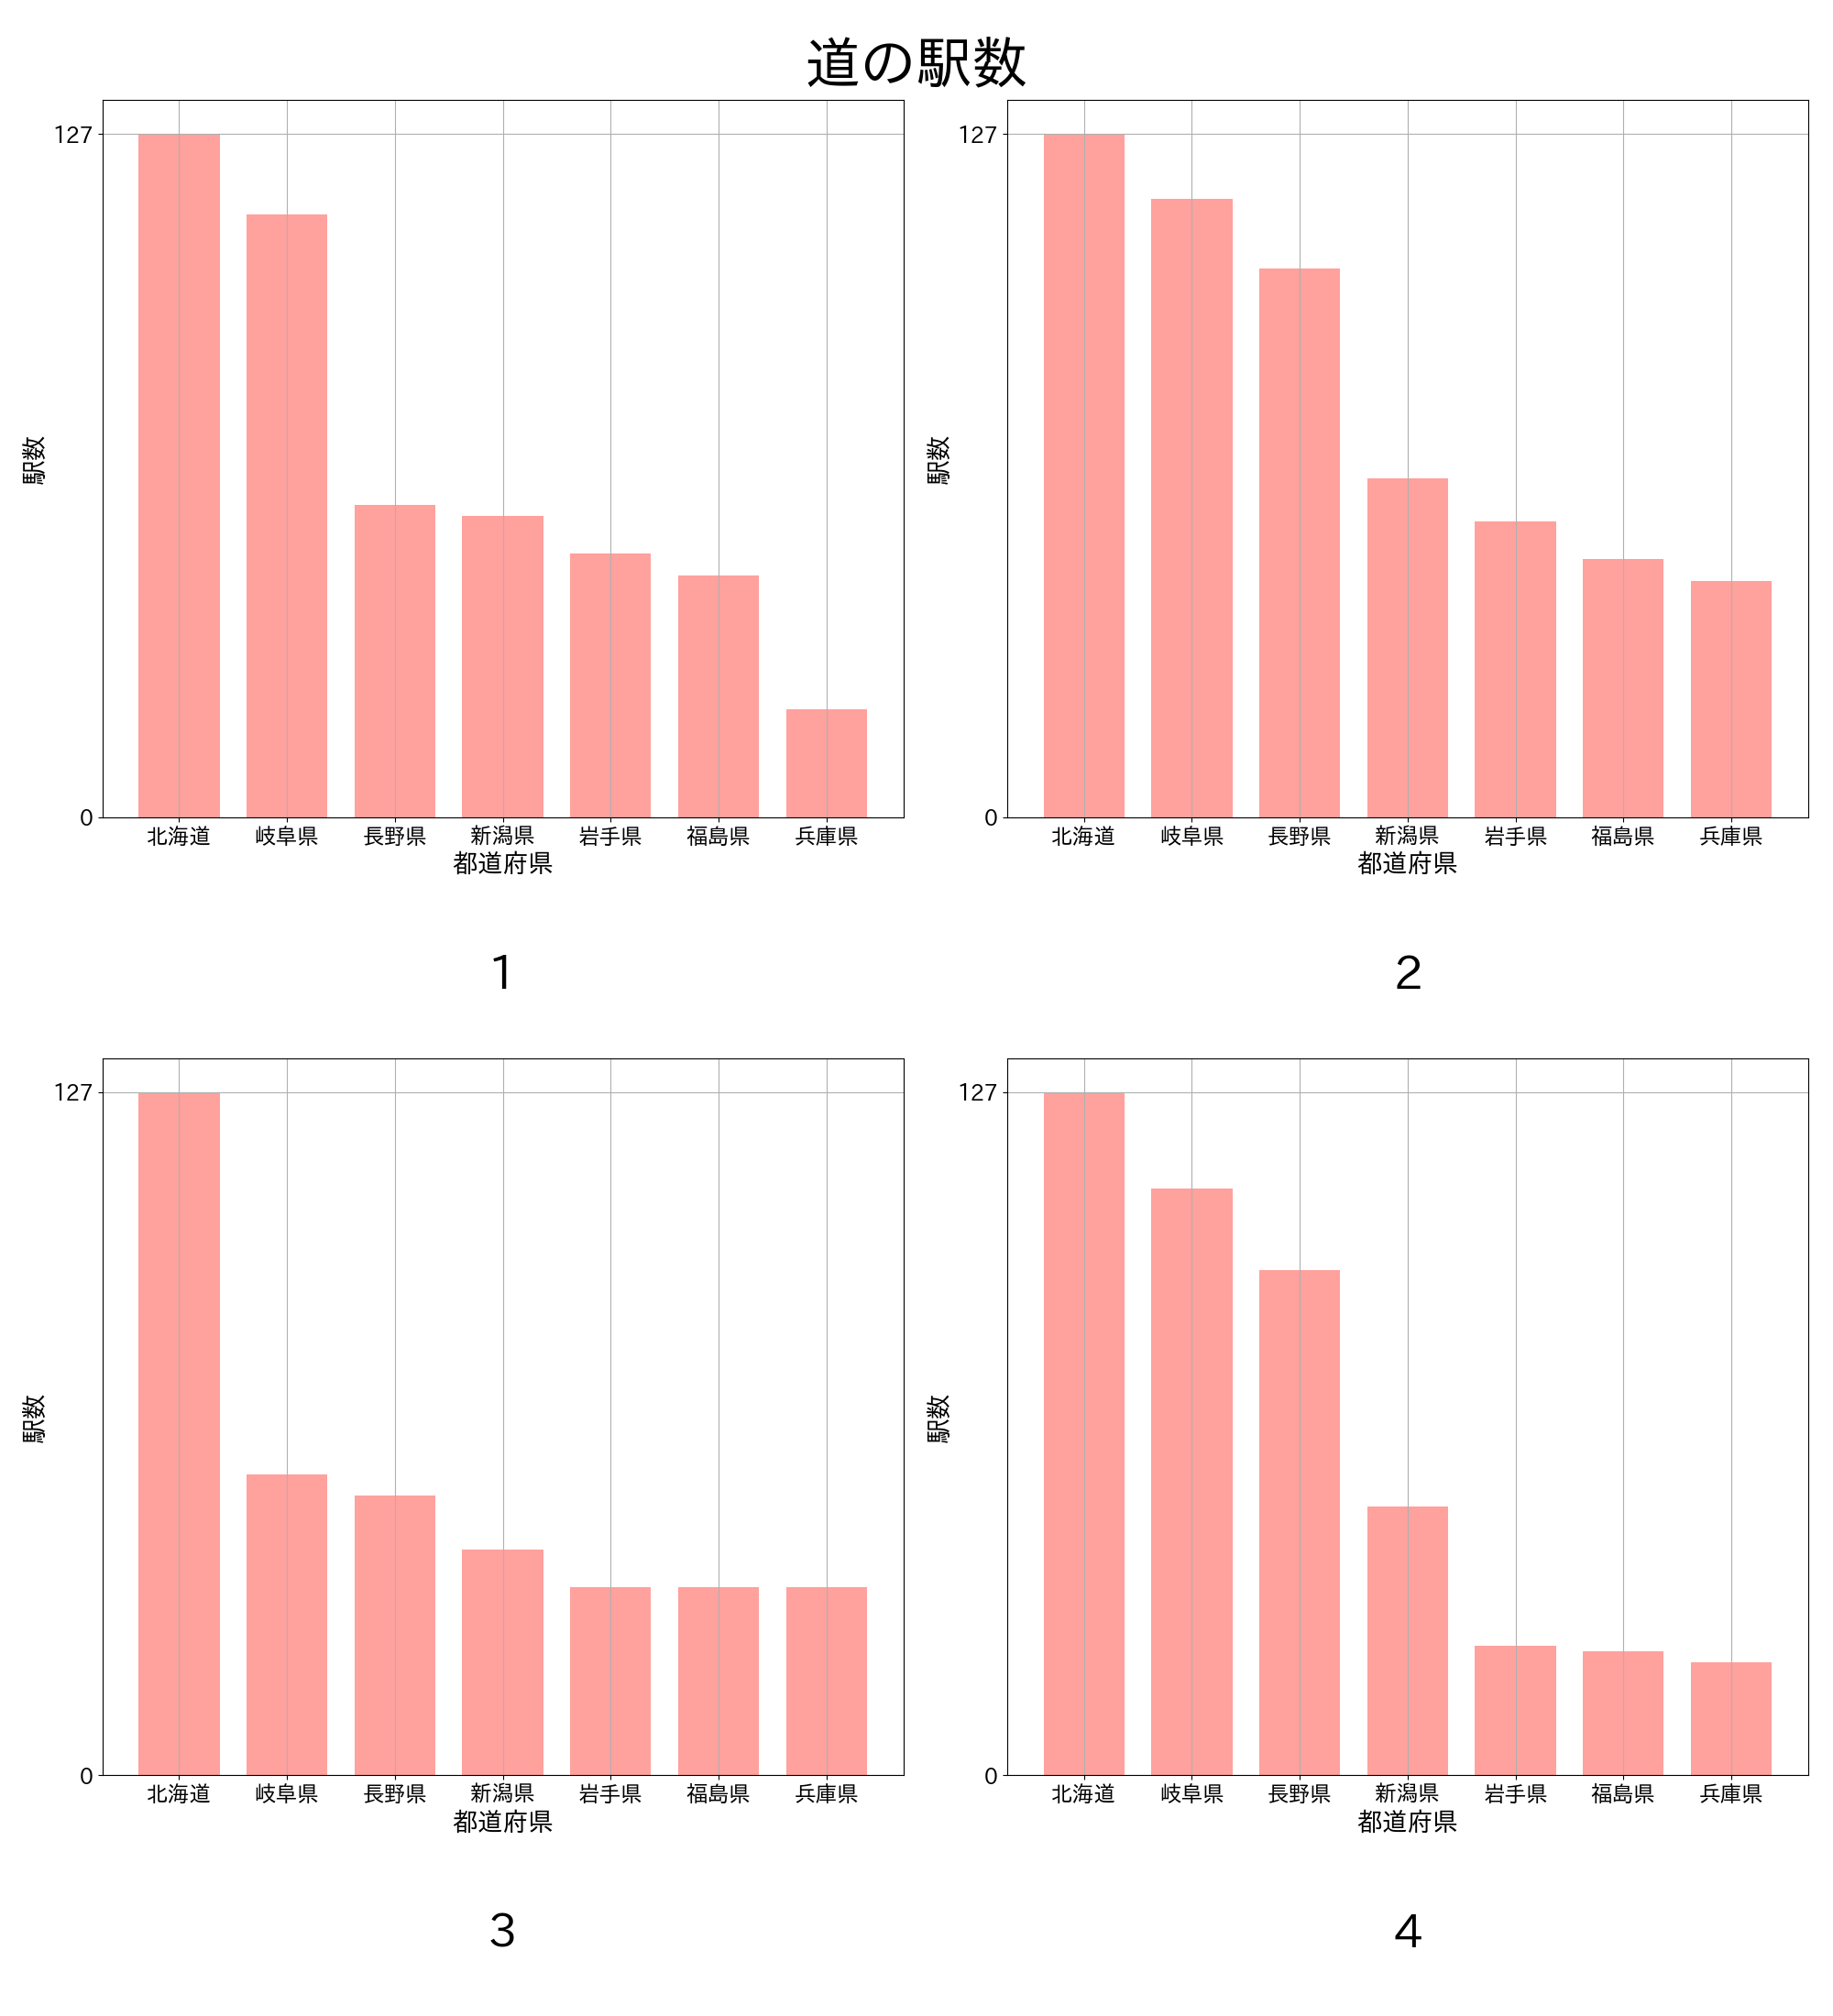 道の駅数
127
0
駅数
北海道 岐阜県 長野県 新潟県 岩手県 福島県 兵庫県
都道府県
1
127
0
駅数
北海道 岐阜県 長野県 新潟県 岩手県 福島県 兵庫県
都道府県
2
127
0
駅数
北海道 岐阜県 長野県 新潟県 岩手県 福島県 兵庫県
都道府県
3
127
0
駅数
北海道 岐阜県 長野県 新潟県 岩手県 福島県 兵庫県
都道府県
4